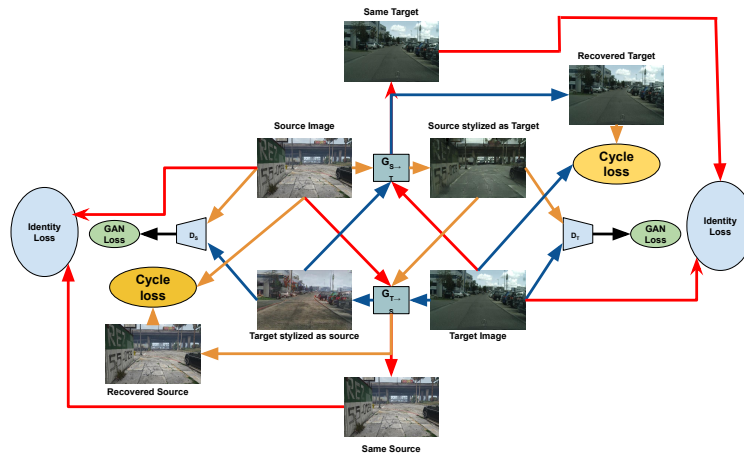 Same Target
Recovered Target
Source Image
Source stylized as Target
G S→
T
Cycle
loss
Identity
Loss
GAN
Loss
D S
D T
GAN
Loss
Identity
Loss
Cycle
loss
G T→
S
Target stylized as source
Target Image
Recovered Source
Same Source